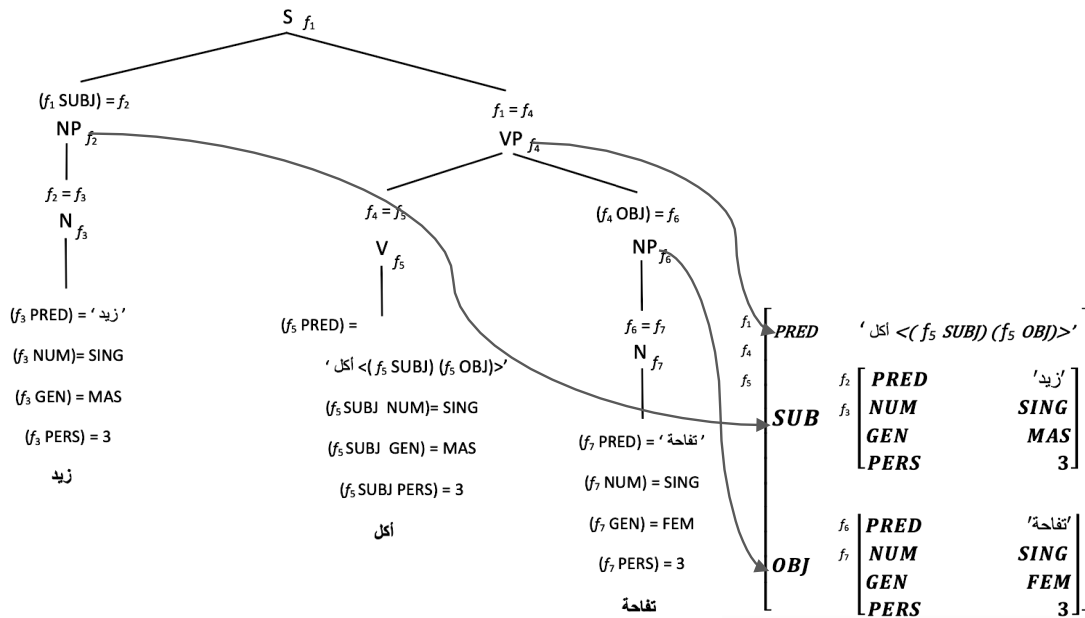 S f₁
(f₁ SUBJ) = f₂
f₁ = f₄
NP f₂
VP f₄
f₂ = f₃
N f₃
f₄ = f₅
V f₅
(f₄ OBJ) = f₆
NP f₆
(f₃ PRED) = ‘ زيد ’
(f₃ NUM)= SING
(f₃ GEN) = MAS
(f₃ PERS) = 3
زيد
(f₅ PRED) =
‘ أكل <( f₅ SUBJ) (f₅ OBJ)>’
(f₅ SUBJ NUM)= SING
(f₅ SUBJ GEN) = MAS
(f₅ SUBJ PERS) = 3
أكل
f₆ = f₇
N f₇
(f₇ PRED) = ‘ تفاحة ’
(f₇ NUM) = SING
(f₇ GEN) = FEM
(f₇ PERS) = 3
تفاحة
f₁ PRED ‘ أكل <( f₅ SUBJ) (f₅ OBJ)>’
f₄
f₅
SUB
f₂ PRED ‘زيد’
f₃ NUM SING
GEN MAS
PERS 3
OBJ
f₆ PRED ‘تفاحة’
f₇ NUM SING
GEN FEM
PERS 3